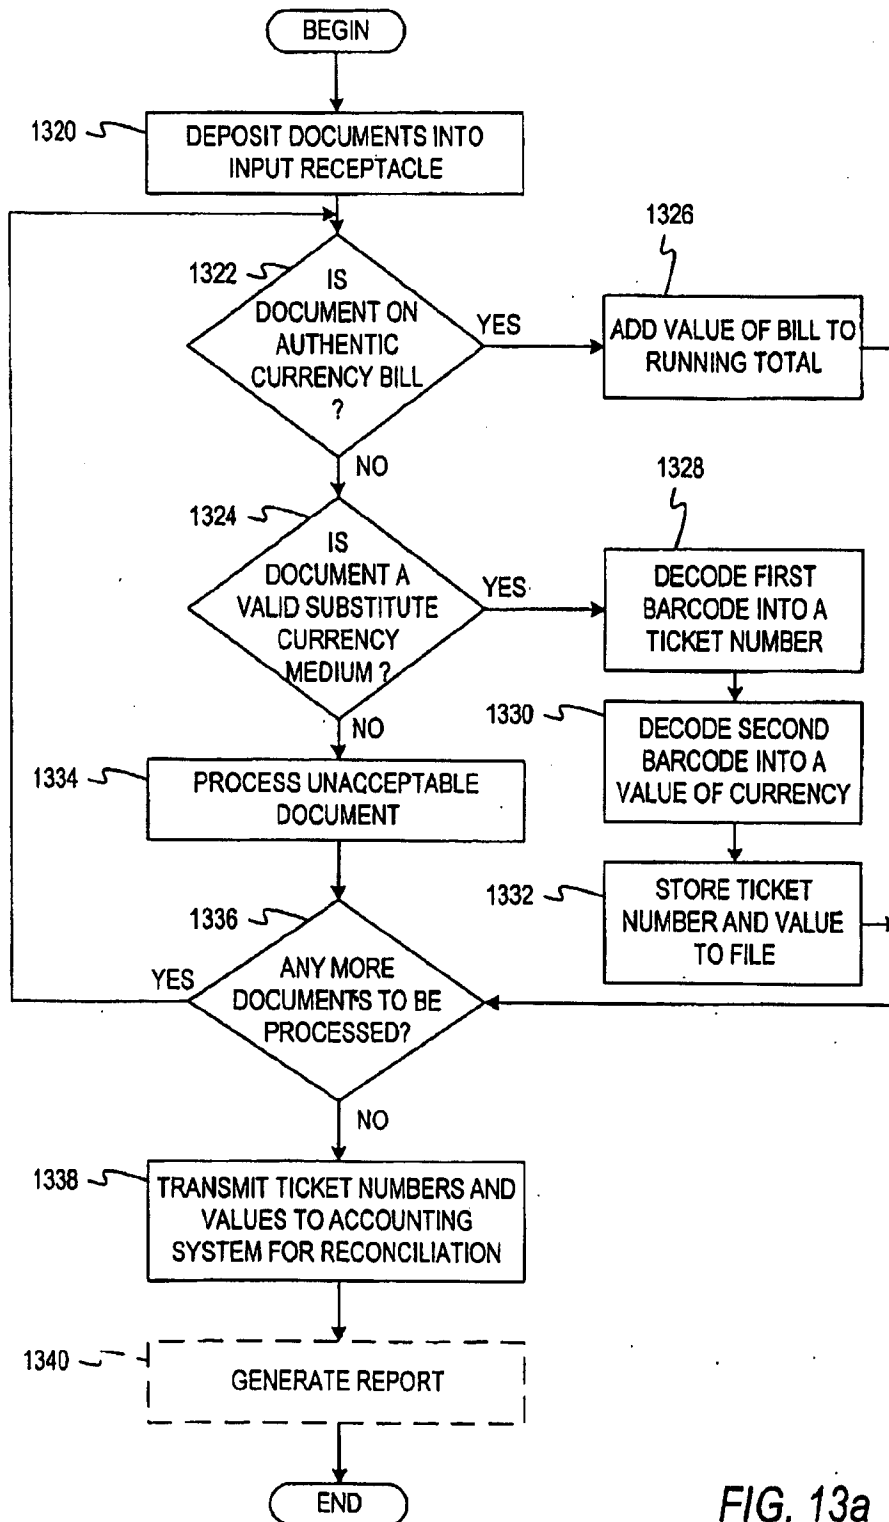 BEGIN
1320
DEPOSIT DOCUMENTS INTO
INPUT RECEPTACLE
1322
IS
DOCUMENT ON
AUTHENTIC
CURRENCY BILL
?
YES
1326
ADD VALUE OF BILL TO
RUNNING TOTAL
NO
1324
IS
DOCUMENT A
VALID SUBSTITUTE
CURRENCY
MEDIUM ?
YES
1328
DECODE FIRST
BARCODE INTO A
TICKET NUMBER
1330
DECODE SECOND
BARCODE INTO A
VALUE OF CURRENCY
1332
STORE TICKET
NUMBER AND VALUE
TO FILE
NO
1334
PROCESS UNACCEPTABLE
DOCUMENT
1336
ANY MORE
DOCUMENTS TO BE
PROCESSED?
YES
NO
1338
TRANSMIT TICKET NUMBERS AND
VALUES TO ACCOUNTING
SYSTEM FOR RECONCILIATION
1340
GENERATE REPORT
END
FIG. 13a